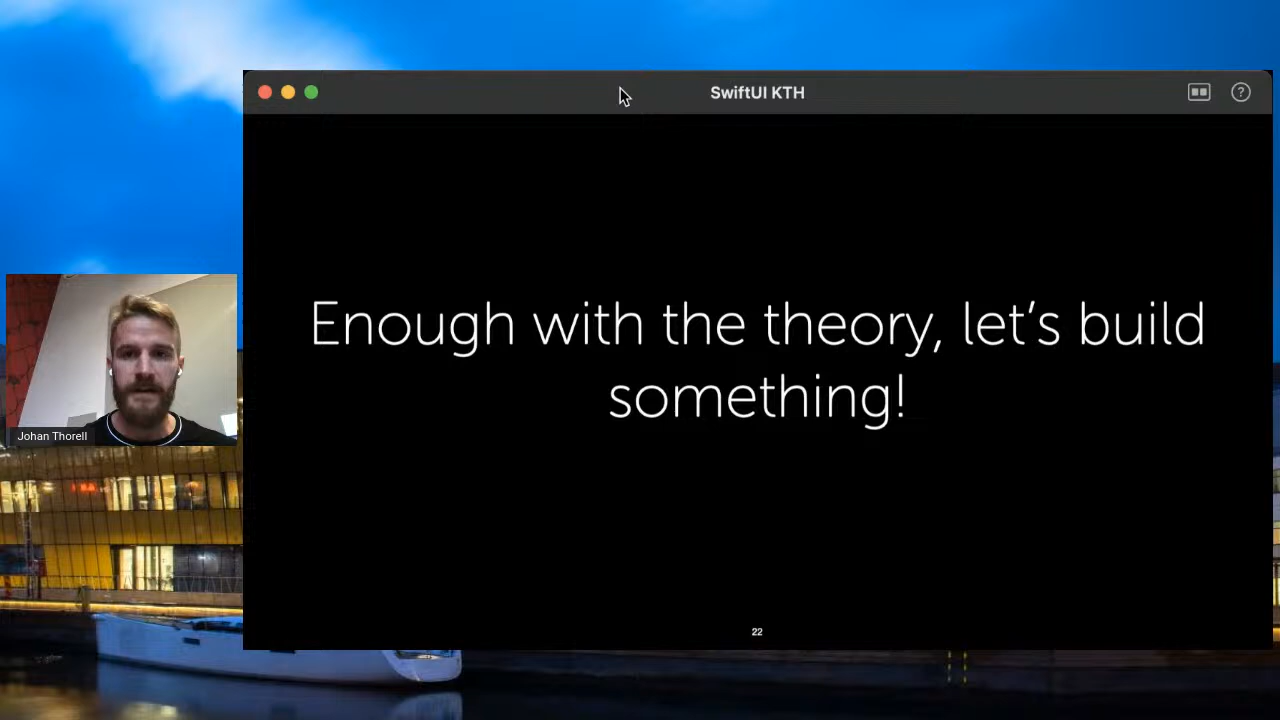 SwiftUI KTH
?
Enough with the theory, let’s build
something!
Johan Thorell
22